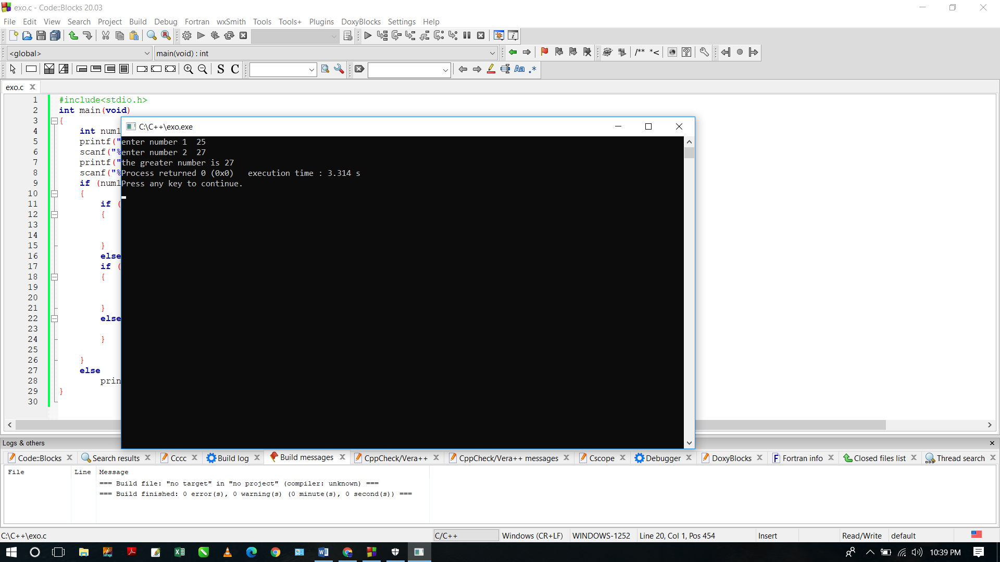 exo.c - Code::Blocks 20.03
File Edit View Search Project Build Debug Fortran wxSmith Tools Tools+ Plugins DoxyBlocks Settings Help
<global> main(void) : int /** *<
S C Aa .*
exo.c
1 #include<stdio.h>
2 int main(void)
3 {
4 int num1
5 printf("
6 scanf("%
7 printf("
8 scanf("%
9 if (num1
10 {
11 if (
12 {
13
14
15 }
16 else
17 if (
18 {
19
20
21 }
22 else
23
24 }
25
26 }
27 else
28 prin
29 }
30
C:\C++\exo.exe
enter number 1  25
enter number 2  27
the greater number is 27
Process returned 0 (0x0)   execution time : 3.314 s
Press any key to continue.
Logs & others
Code::Blocks Search results Cccc Build log Build messages CppCheck/Vera++ CppCheck/Vera++ messages Cscope Debugger DoxyBlocks Fortran info Closed files list Thread search
File Line Message
=== Build file: "no target" in "no project" (compiler: unknown) ===
=== Build finished: 0 error(s), 0 warning(s) (0 minute(s), 0 second(s)) ===
C:\C++\exo.c C/C++ Windows (CR+LF) WINDOWS-1252 Line 20, Col 1, Pos 454 Insert Read/Write default
10:39 PM